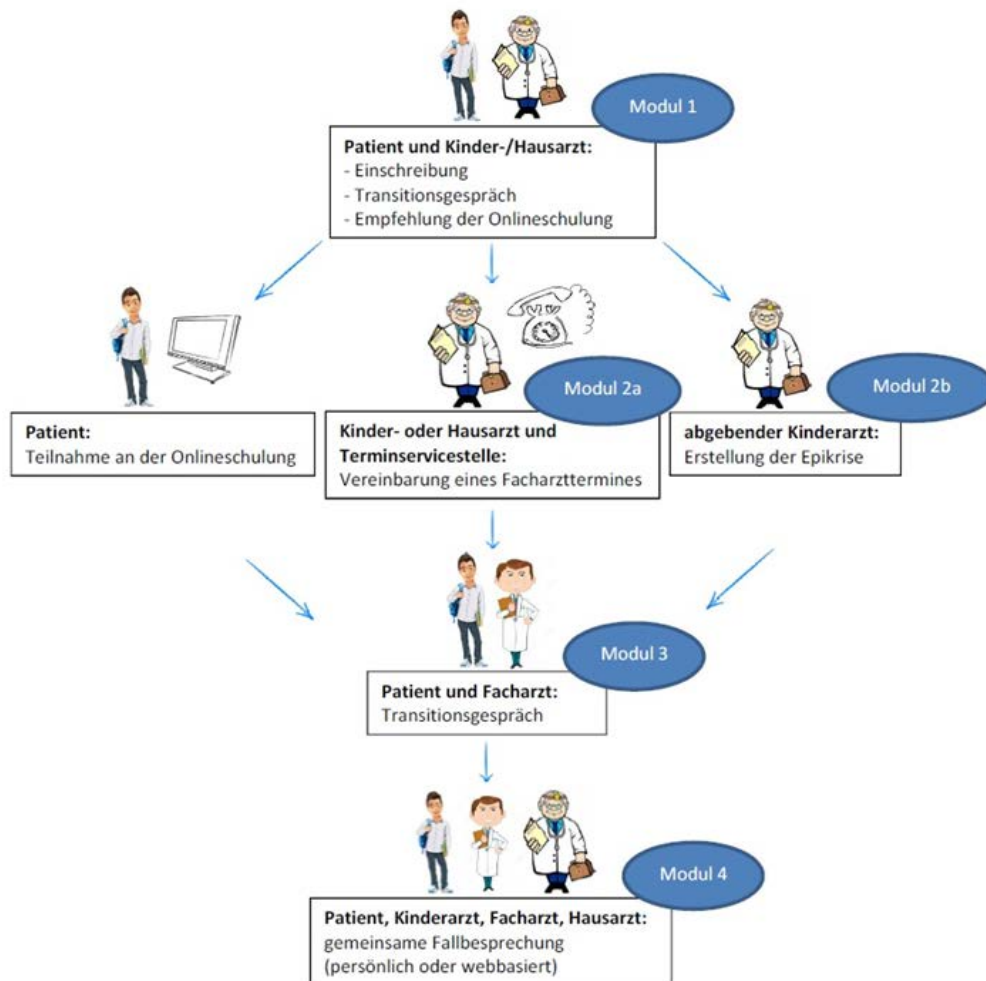 Modul 1
Patient und Kinder-/Hausarzt:
- Einschreibung
- Transitionsgespräch
- Empfehlung der Onlineschulung
Patient:
Teilnahme an der Onlineschulung
Modul 2a
Kinder- oder Hausarzt und
Terminservicestelle:
Vereinbarung eines Facharzttermines
Modul 2b
abgebender Kinderarzt:
Erstellung der Epikrise
Modul 3
Patient und Facharzt:
Transitionsgespräch
Modul 4
Patient, Kinderarzt, Facharzt, Hausarzt:
gemeinsame Fallbesprechung
(persönlich oder webbasiert)